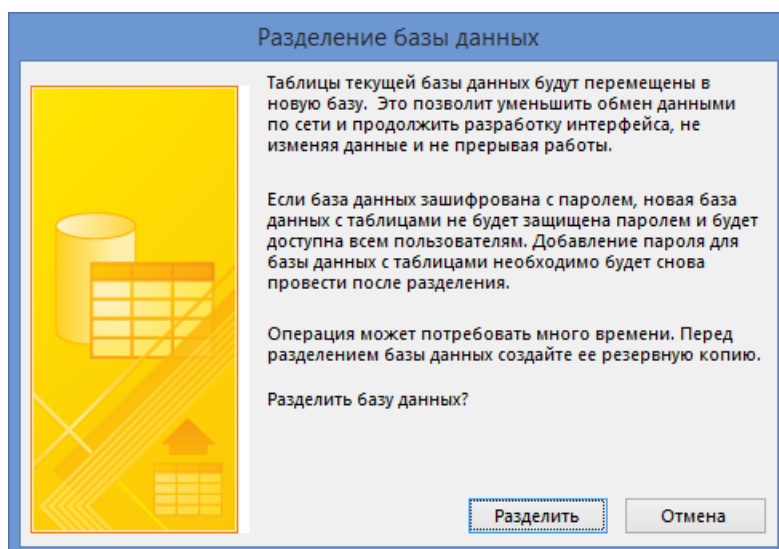 Разделение базы данных
Таблицы текущей базы данных будут перемещены в
новую базу.  Это позволит уменьшить обмен данными
по сети и продолжить разработку интерфейса, не
изменяя данные и не прерывая работы.
Если база данных зашифрована с паролем, новая база
данных с таблицами не будет защищена паролем и будет
доступна всем пользователям. Добавление пароля для
базы данных с таблицами необходимо будет снова
провести после разделения.
Операция может потребовать много времени. Перед
разделением базы данных создайте ее резервную копию.
Разделить базу данных?
Разделить
Отмена